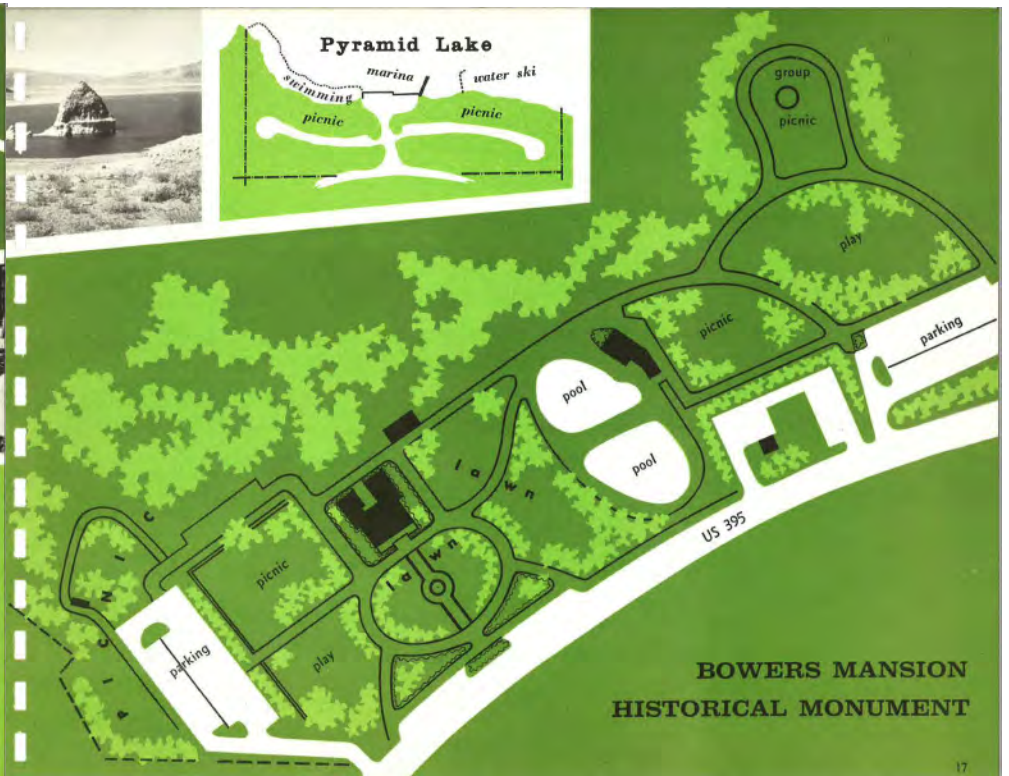 Pyramid Lake
swimming
marina
water ski
picnic
picnic
group
picnic
play
picnic
parking
pool
pool
lawn
lawn
US 395
PICNIC
picnic
parking
play
BOWERS MANSION
HISTORICAL MONUMENT
17